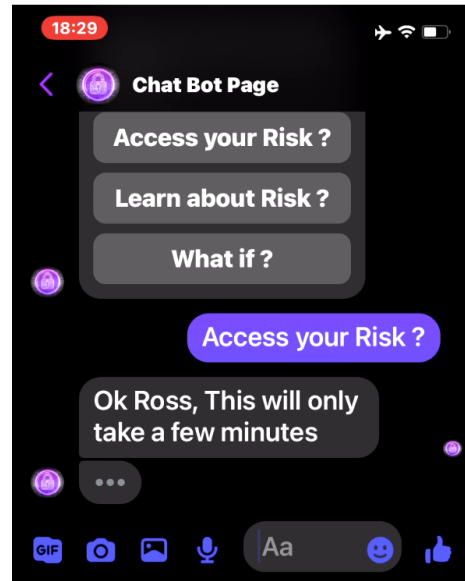 18:29
Chat Bot Page
Access your Risk ?
Learn about Risk ?
What if ?
Access your Risk ?
Ok Ross, This will only
take a few minutes
GIF
Aa